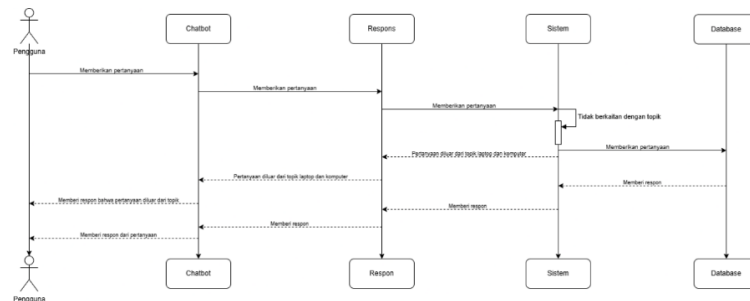 Chatbot
Respons
Sistem
Database
Pengguna
Memberikan pertanyaan
Memberikan pertanyaan
Memberikan pertanyaan
Tidak berkaitan dengan topik
Memberikan pertanyaan
Pertanyaan diluar dari topik laptop dan komputer
Pertanyaan diluar dari topik laptop dan komputer
Memberi respon
Memberi respon bahwa pertanyaan diluar dari topik
Memberi respon
Memberi respon
Memberi respon dari pertanyaan
Chatbot
Respon
Sistem
Database
Pengguna